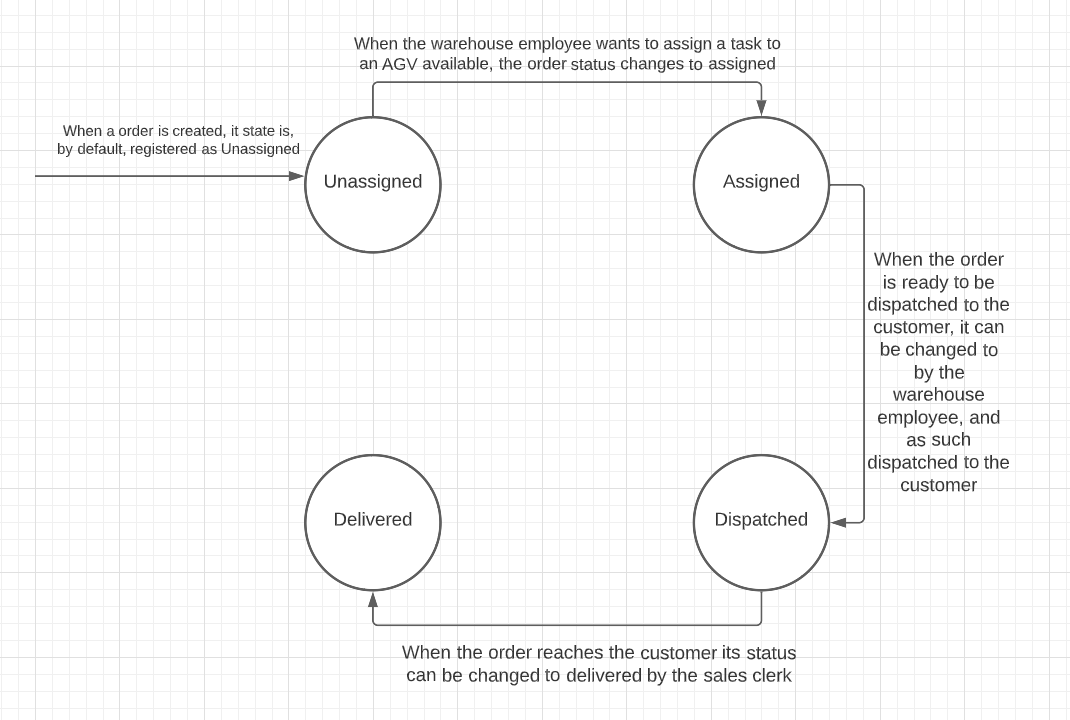 When the warehouse employee wants to assign a task to
an AGV available, the order status changes to assigned
When a order is created, it state is,
by default, registered as Unassigned
Unassigned
Assigned
When the order
is ready to be
dispatched to the
customer, it can
be changed to
by the
warehouse
employee, and
as such
dispatched to the
customer
Delivered
Dispatched
When the order reaches the customer its status
can be changed to delivered by the sales clerk